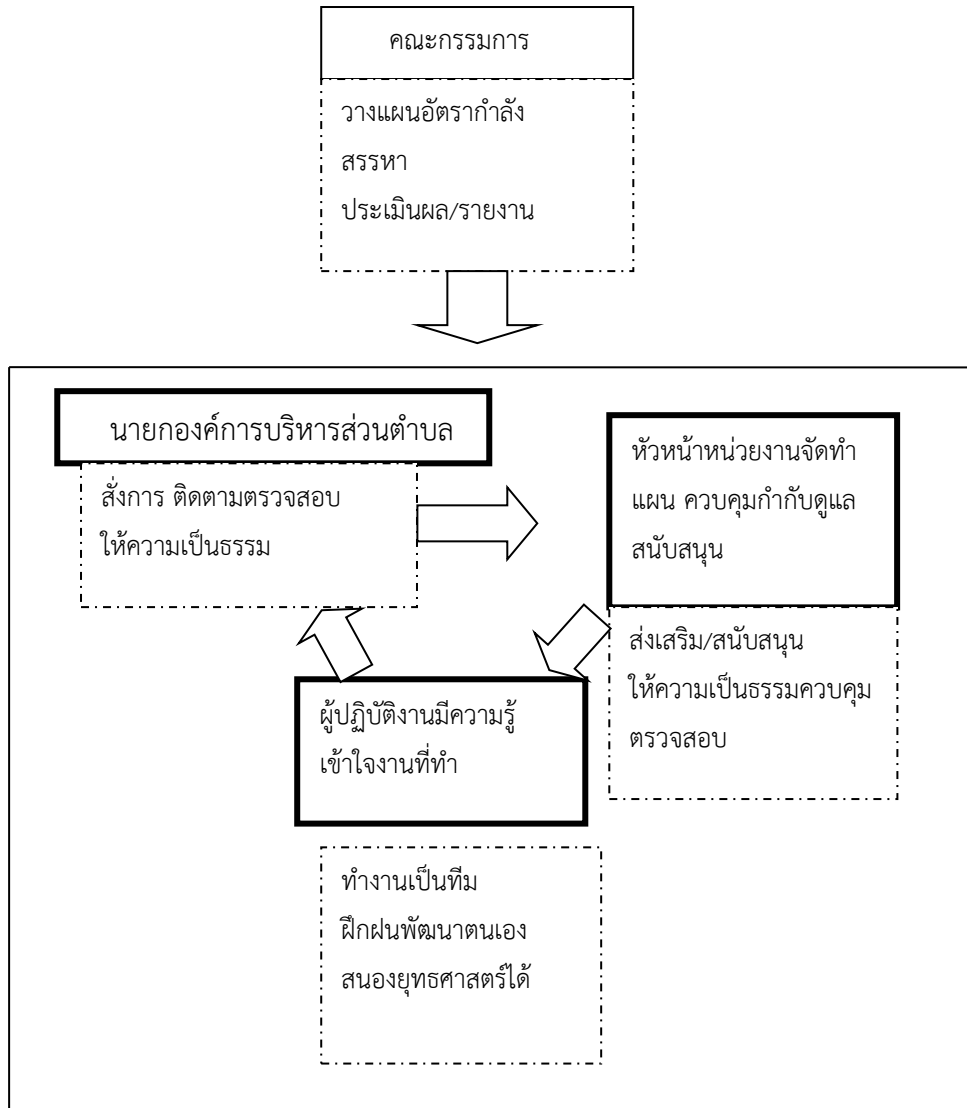 คณะกรรมการ
วางแผนอัตรากำลัง
สรรหา
ประเมินผล/รายงาน
นายกองค์การบริหารส่วนตำบล
สั่งการ ติดตามตรวจสอบ
ให้ความเป็นธรรม
หัวหน้าหน่วยงานจัดทำ
แผน ควบคุมกำกับดูแล
สนับสนุน
ส่งเสริม/สนับสนุน
ให้ความเป็นธรรมควบคุม
ตรวจสอบ
ผู้ปฏิบัติงานมีความรู้
เข้าใจงานที่ทำ
ทำงานเป็นทีม
ฝึกฝนพัฒนาตนเอง
สนองยุทธศาสตร์ได้